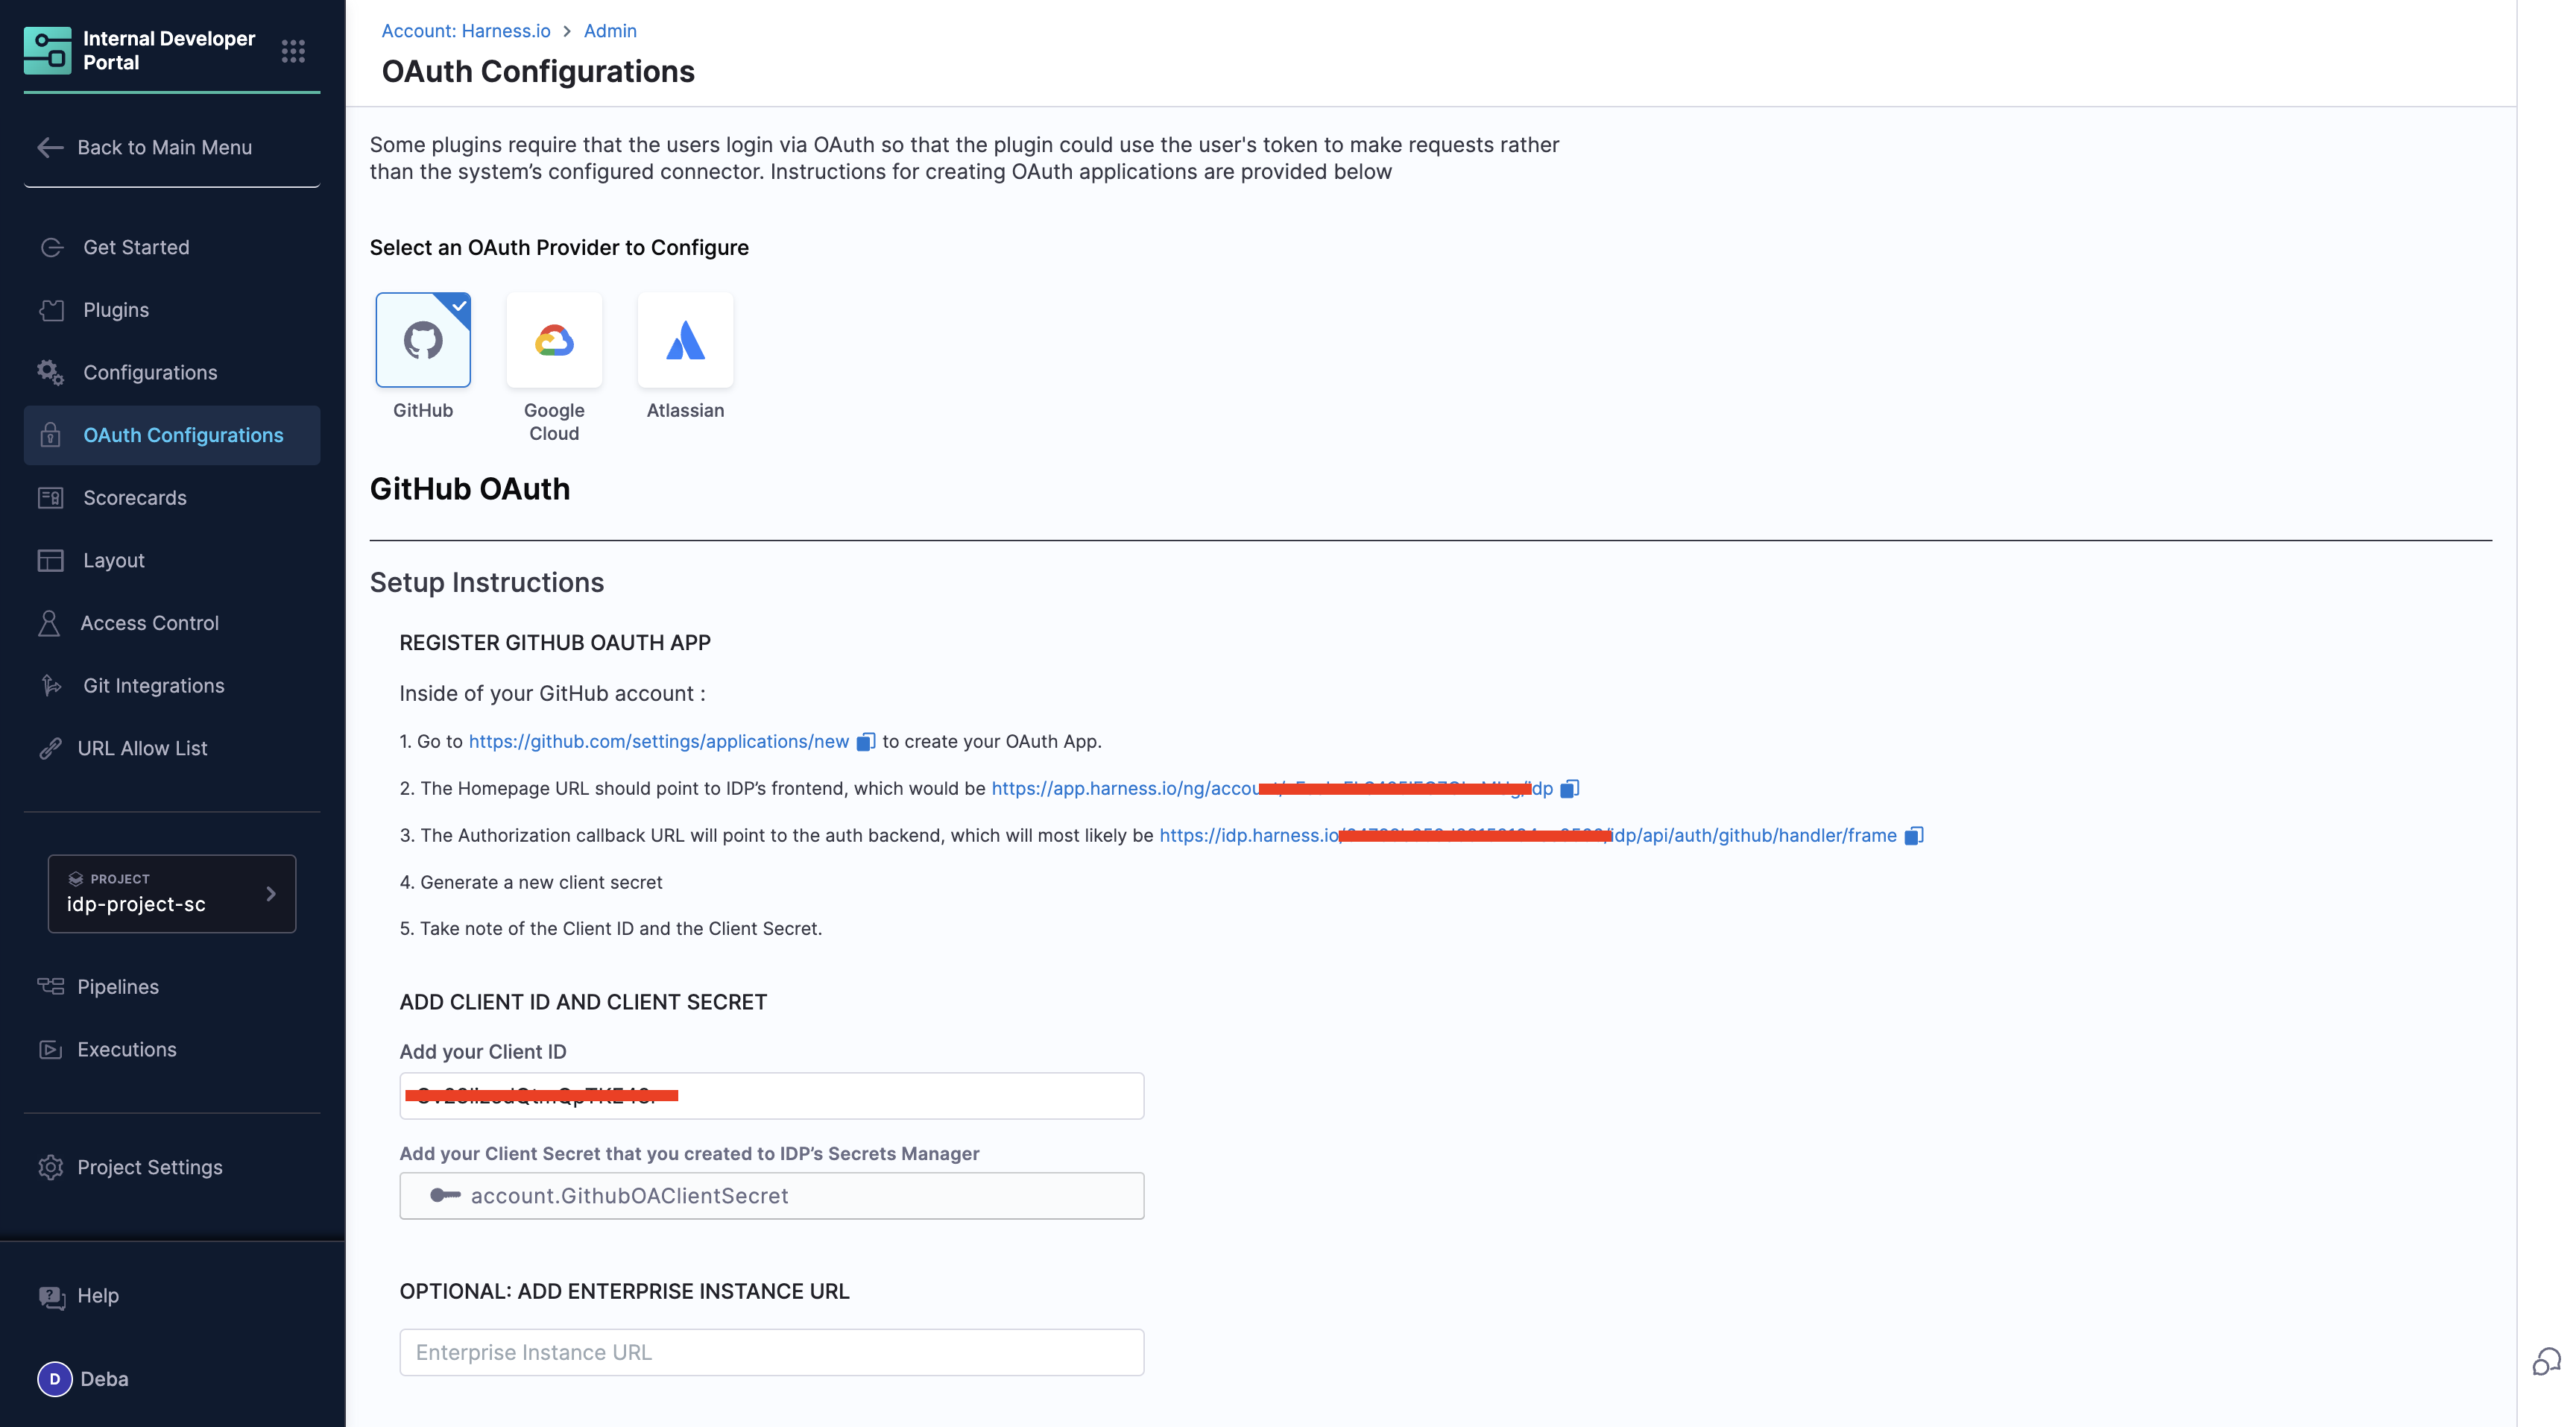 Internal Developer
Portal
Back to Main Menu
Get Started
Plugins
Configurations
OAuth Configurations
Scorecards
Layout
Access Control
Git Integrations
URL Allow List
PROJECT
idp-project-sc
Pipelines
Executions
Project Settings
Help
D Deba
Account: Harness.io > Admin
OAuth Configurations
Some plugins require that the users login via OAuth so that the plugin could use the user's token to make requests rather
than the system’s configured connector. Instructions for creating OAuth applications are provided below
Select an OAuth Provider to Configure
GitHub
Google
Cloud
Atlassian
GitHub OAuth
Setup Instructions
REGISTER GITHUB OAUTH APP
Inside of your GitHub account :
1. Go to https://github.com/settings/applications/new to create your OAuth App.
2. The Homepage URL should point to IDP’s frontend, which would be https://app.harness.io/ng/accou dp
3. The Authorization callback URL will point to the auth backend, which will most likely be https://idp.harness.io idp/api/auth/github/handler/frame
4. Generate a new client secret
5. Take note of the Client ID and the Client Secret.
ADD CLIENT ID AND CLIENT SECRET
Add your Client ID
Add your Client Secret that you created to IDP’s Secrets Manager
account.GithubOAClientSecret
OPTIONAL: ADD ENTERPRISE INSTANCE URL
Enterprise Instance URL